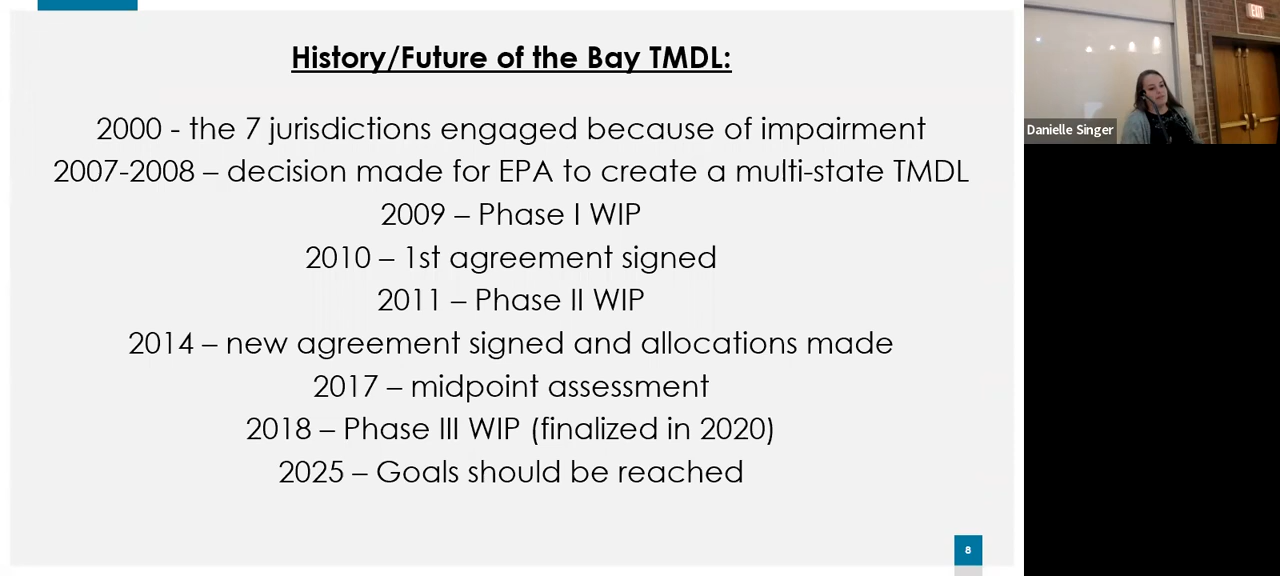 History/Future of the Bay TMDL:
2000 - the 7 jurisdictions engaged because of impairment
2007-2008 – decision made for EPA to create a multi-state TMDL
2009 – Phase I WIP
2010 – 1st agreement signed
2011 – Phase II WIP
2014 – new agreement signed and allocations made
2017 – midpoint assessment
2018 – Phase III WIP (finalized in 2020)
2025 – Goals should be reached
8
EXIT
Danielle Singer